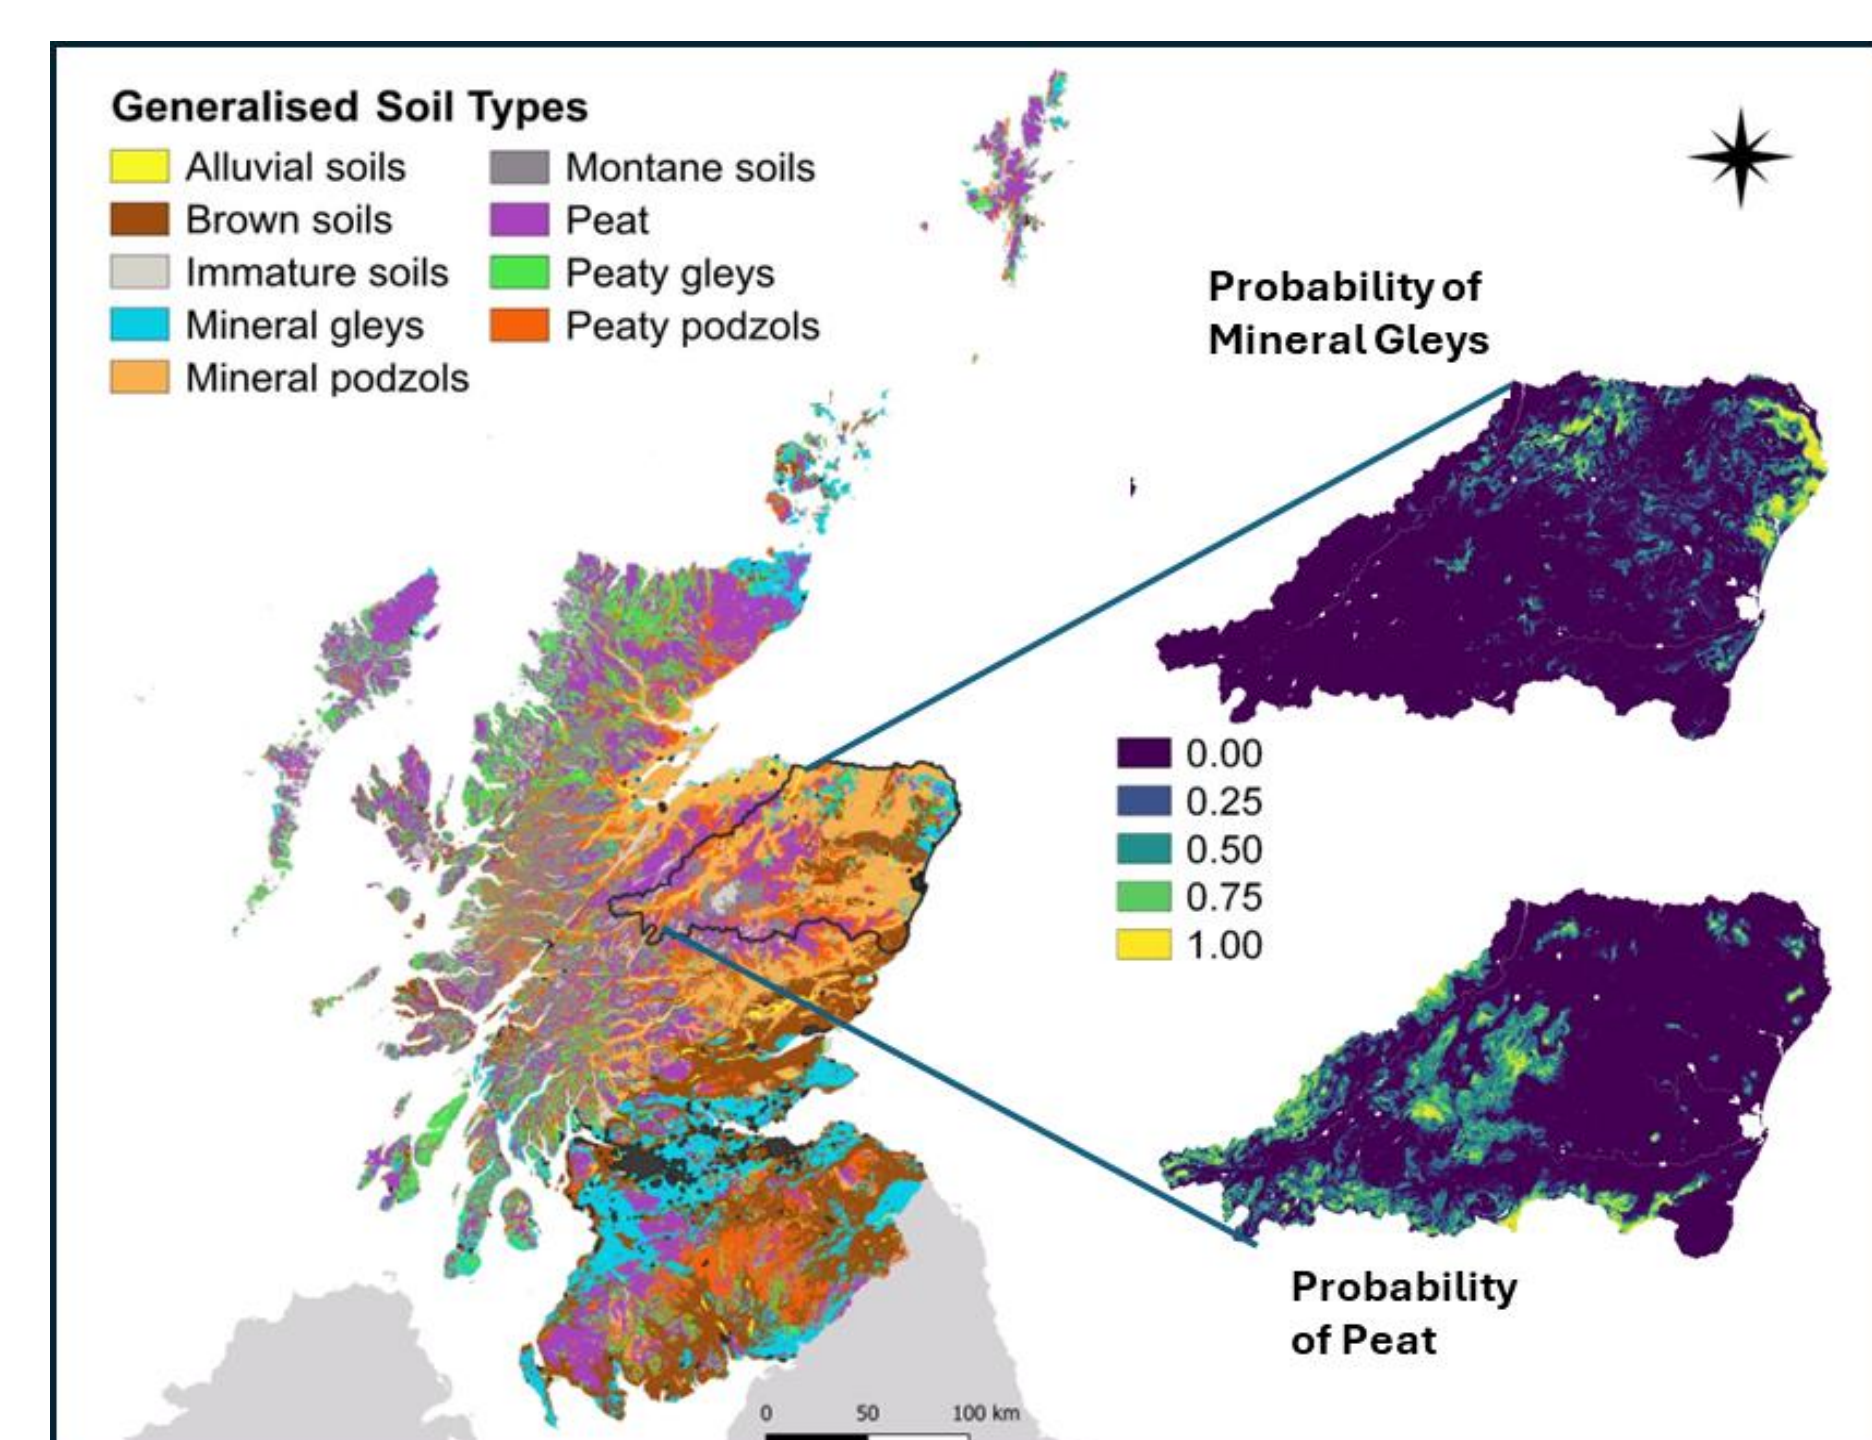 Generalised Soil Types
Alluvial soils
Brown soils
Immature soils
Mineral gleys
Mineral podzols
Montane soils
Peat
Peaty gleys
Peaty podzols
Probability of
Mineral Gleys
0.00
0.25
0.50
0.75
1.00
Probability
of Peat
0 50 100 km